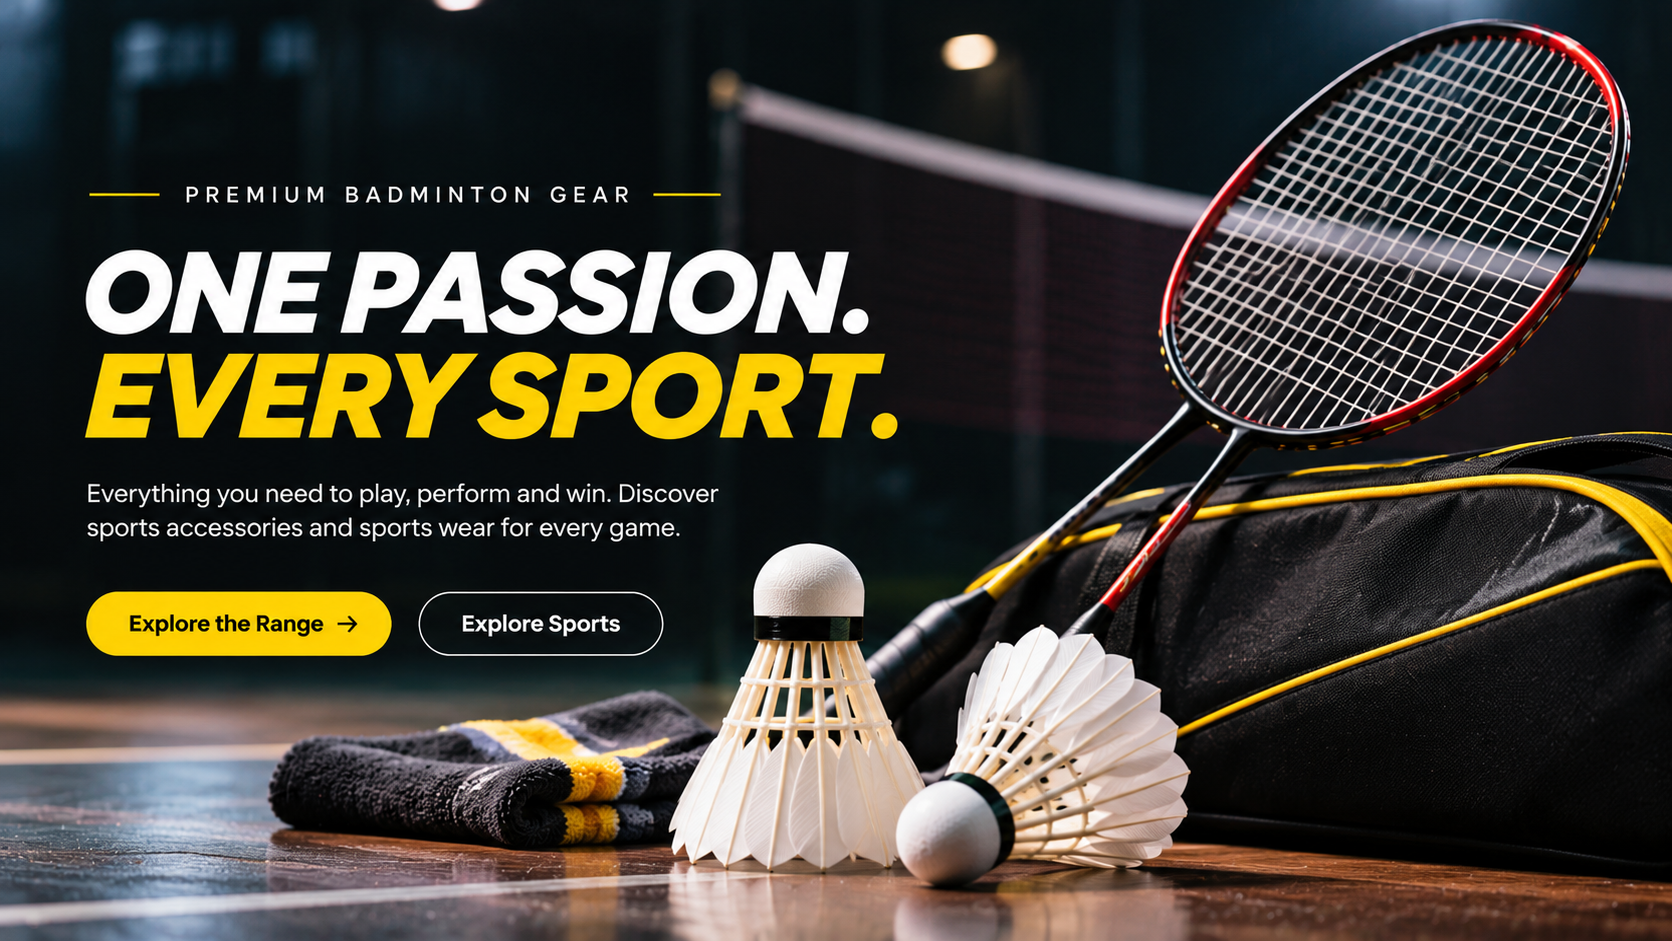 PREMIUM BADMINTON GEAR
ONE PASSION.
EVERY SPORT.
Everything you need to play, perform and win. Discover
sports accessories and sports wear for every game.
Explore the Range →
Explore Sports